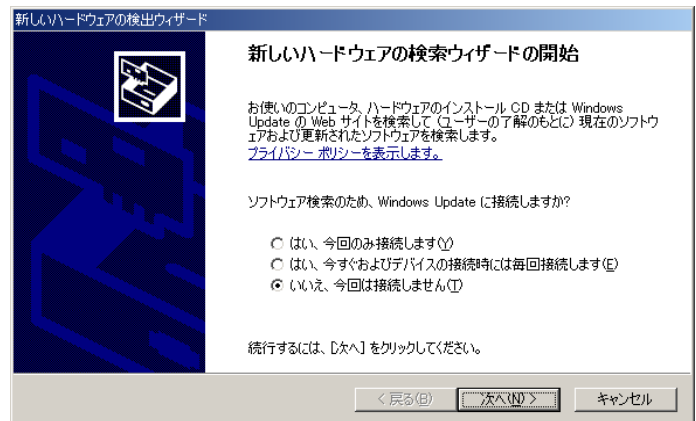 新しいハードウェアの検出ウィザード
新しいハードウェアの検索ウィザードの開始
お使いのコンピュータ、ハードウェアのインストール CD または Windows
Update の Web サイトを検索して （ユーザーの了解のもとに） 現在のソフトウ
ェアおよび更新されたソフトウェアを検索します。
プライバシー ポリシーを表示します。
ソフトウェア検索のため、Windows Update に接続しますか?
はい、今回のみ接続します(Y)
はい、今すぐおよびデバイスの接続時には毎回接続します(E)
いいえ、今回は接続しません(T)
続行するには、[次へ] をクリックしてください。
< 戻る(B)
次へ(N) >
キャンセル